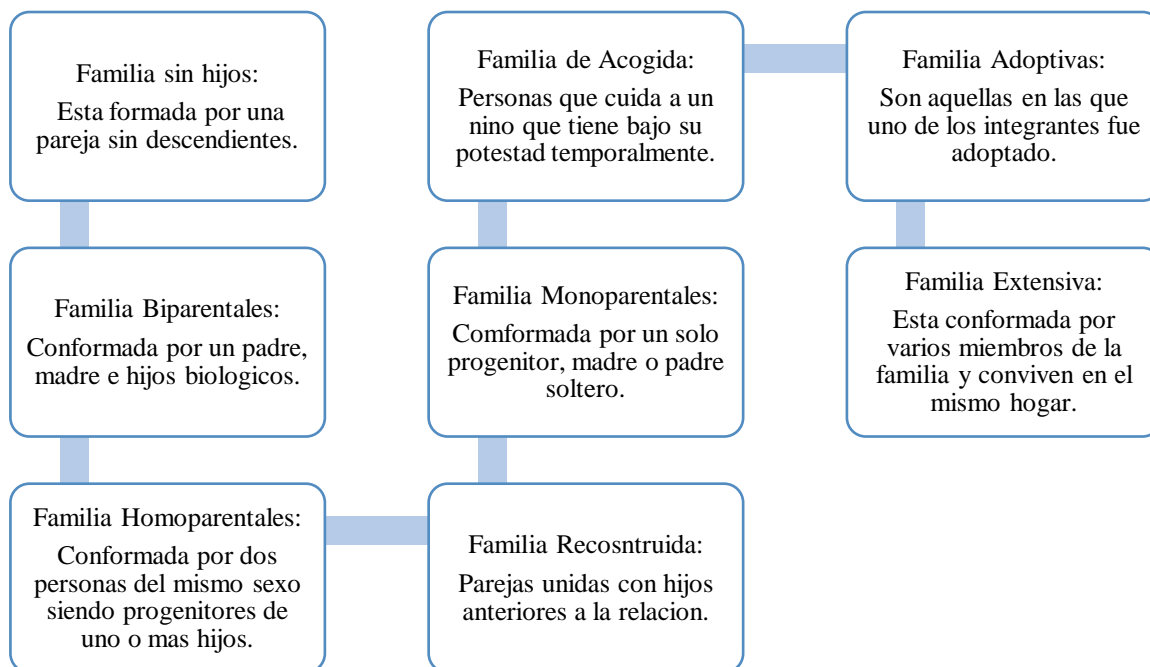 Familia sin hijos:
Esta formada por una
pareja sin descendientes.
Familia Biparentales:
Conformada por un padre,
madre e hijos biologicos.
Familia Homoparentales:
Conformada por dos
personas del mismo sexo
siendo progenitores de
uno o mas hijos.
Familia Recosntruida:
Parejas unidas con hijos
anteriores a la relacion.
Familia Monoparentales:
Comformada por un solo
progenitor, madre o padre
soltero.
Familia de Acogida:
Personas que cuida a un
nino que tiene bajo su
potestad temporalmente.
Familia Adoptivas:
Son aquellas en las que
uno de los integrantes fue
adoptado.
Familia Extensiva:
Esta conformada por
varios miembros de la
familia y conviven en el
mismo hogar.